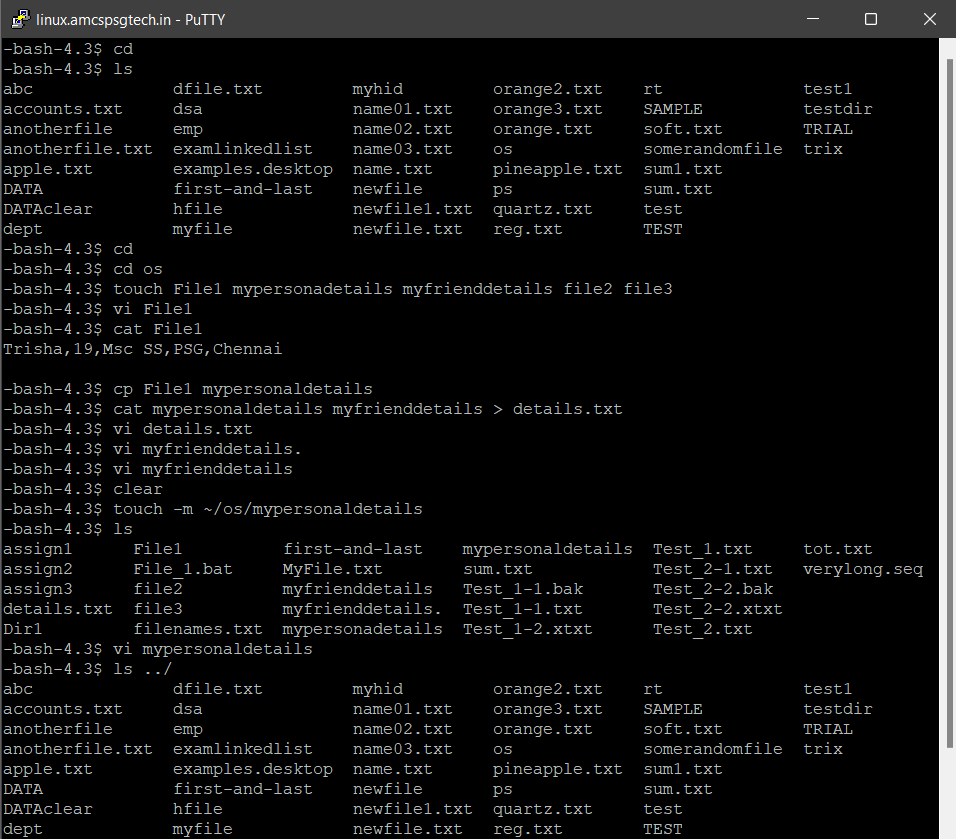 linux.amcspsgtech.in - PuTTY
-bash-4.3$ cd
-bash-4.3$ ls
abc dfile.txt myhid orange2.txt rt test1
accounts.txt dsa name01.txt orange3.txt SAMPLE testdir
anotherfile emp name02.txt orange.txt soft.txt TRIAL
anotherfile.txt examlinkedlist name03.txt os somerandomfile trix
apple.txt examples.desktop name.txt pineapple.txt sum1.txt
DATA first-and-last newfile ps sum.txt
DATAclear hfile newfile1.txt quartz.txt test
dept myfile newfile.txt reg.txt TEST
-bash-4.3$ cd
-bash-4.3$ cd os
-bash-4.3$ touch File1 mypersonadetails myfrienddetails file2 file3
-bash-4.3$ vi File1
-bash-4.3$ cat File1
Trisha,19,Msc SS,PSG,Chennai
-bash-4.3$ cp File1 mypersonaldetails
-bash-4.3$ cat mypersonaldetails myfrienddetails > details.txt
-bash-4.3$ vi details.txt
-bash-4.3$ vi myfrienddetails.
-bash-4.3$ vi myfrienddetails
-bash-4.3$ clear
-bash-4.3$ touch -m ~/os/mypersonaldetails
-bash-4.3$ ls
assign1 File1 first-and-last mypersonaldetails Test_1.txt tot.txt
assign2 File_1.bat MyFile.txt sum.txt Test_2-1.txt verylong.seq
assign3 file2 myfrienddetails Test_1-1.bak Test_2-2.bak
details.txt file3 myfrienddetails. Test_1-1.txt Test_2-2.xtxt
Dir1 filenames.txt mypersonadetails Test_1-2.xtxt Test_2.txt
-bash-4.3$ vi mypersonaldetails
-bash-4.3$ ls ../
abc dfile.txt myhid orange2.txt rt test1
accounts.txt dsa name01.txt orange3.txt SAMPLE testdir
anotherfile emp name02.txt orange.txt soft.txt TRIAL
anotherfile.txt examlinkedlist name03.txt os somerandomfile trix
apple.txt examples.desktop name.txt pineapple.txt sum1.txt
DATA first-and-last newfile ps sum.txt
DATAclear hfile newfile1.txt quartz.txt test
dept myfile newfile.txt reg.txt TEST